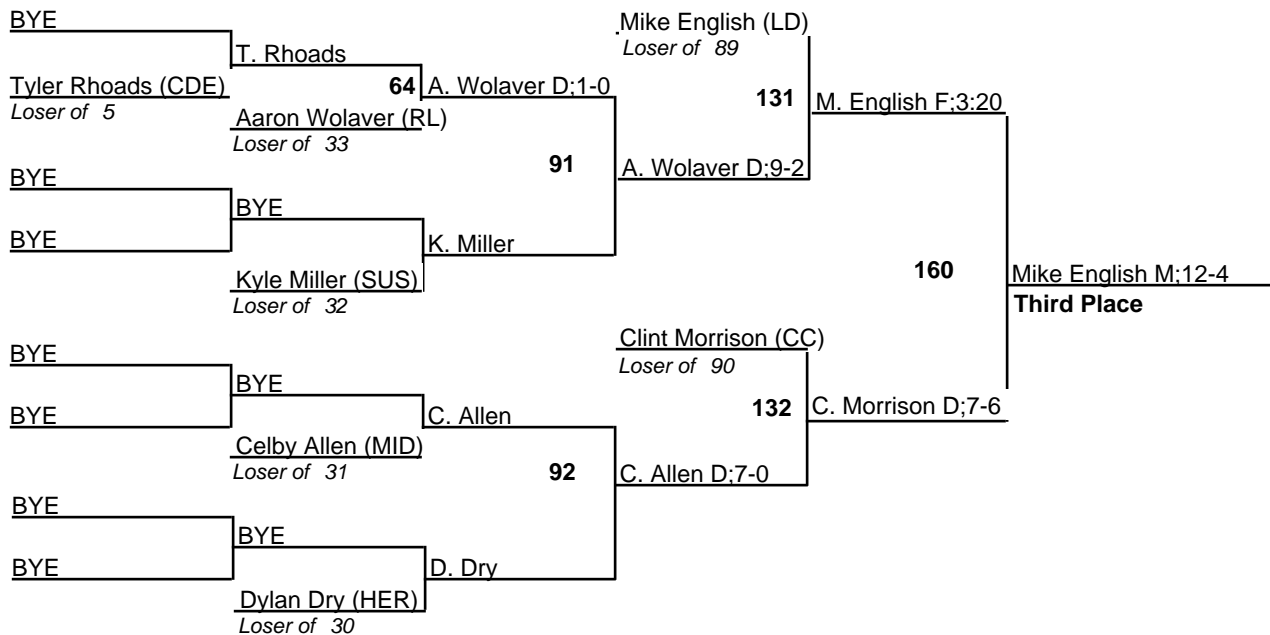 BYE
Mike English (LD)
Loser of 89
T. Rhoads
Tyler Rhoads (CDE)
Loser of 5
64
A. Wolaver D;1-0
131
M. English F;3:20
Aaron Wolaver (RL)
Loser of 33
91
A. Wolaver D;9-2
BYE
BYE
BYE
K. Miller
Kyle Miller (SUS)
Loser of 32
160
Mike English M;12-4
Third Place
BYE
Clint Morrison (CC)
Loser of 90
BYE
BYE
C. Allen
132
C. Morrison D;7-6
Celby Allen (MID)
Loser of 31
92
C. Allen D;7-0
BYE
BYE
BYE
D. Dry
Dylan Dry (HER)
Loser of 30